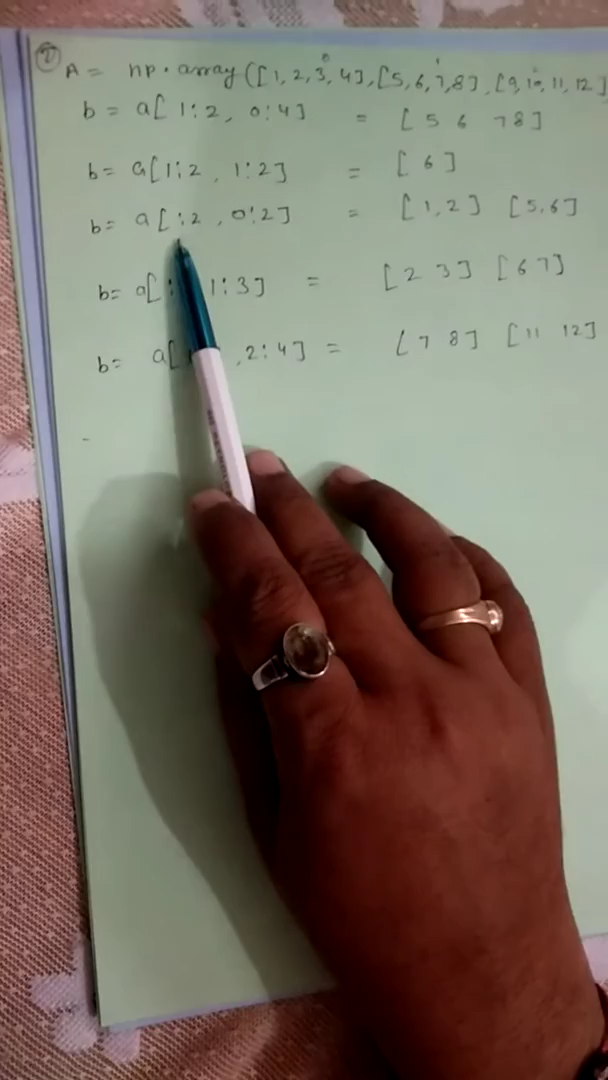 ② A = np.array([1,2,3,4],[5,6,7,8],[9,10,11,12]
b = a[1:2, 0:4] = [5 6 7 8]
b = a[1:2, 1:2] = [6]
b = a[:2, 0:2] = [1,2] [5,6]
b= a[: 1:3] = [2 3] [6 7]
b= a[ ,2:4] = [7 8] [11 12]